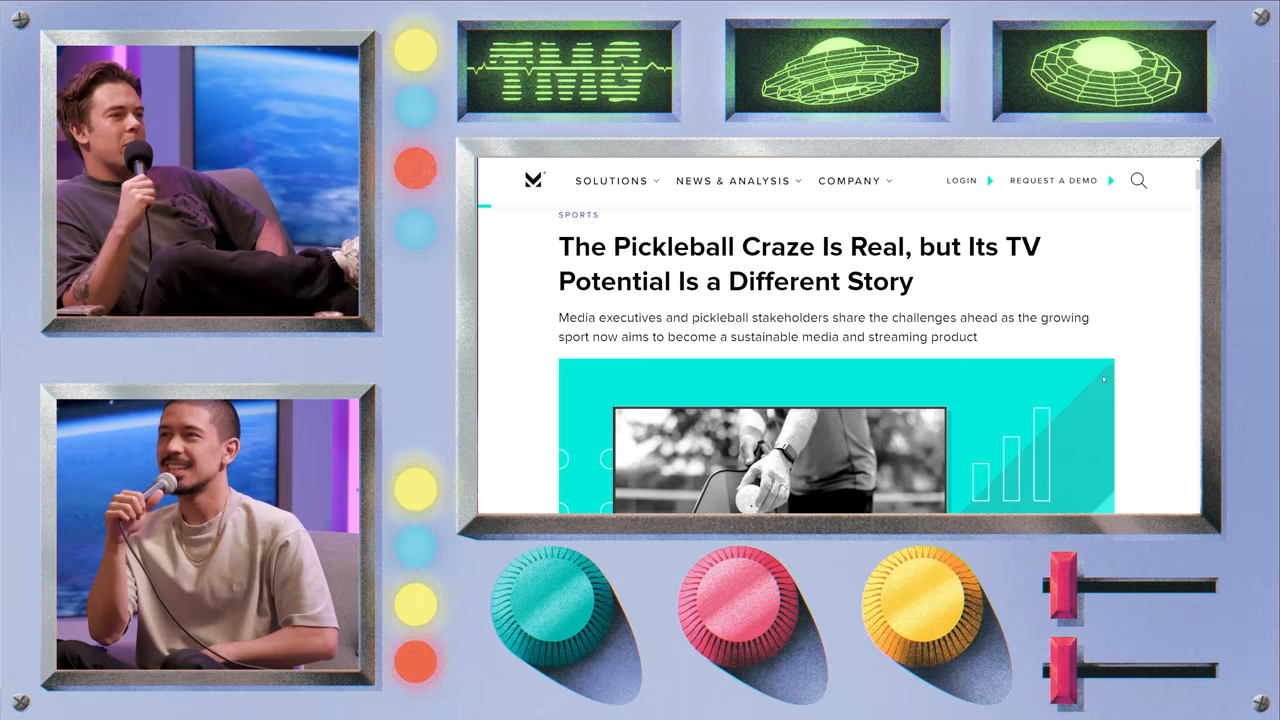 TMG
SOLUTIONS
NEWS & ANALYSIS
COMPANY
LOGIN
REQUEST A DEMO
SPORTS
The Pickleball Craze Is Real, but Its TV
Potential Is a Different Story
Media executives and pickleball stakeholders share the challenges ahead as the growing
sport now aims to become a sustainable media and streaming product